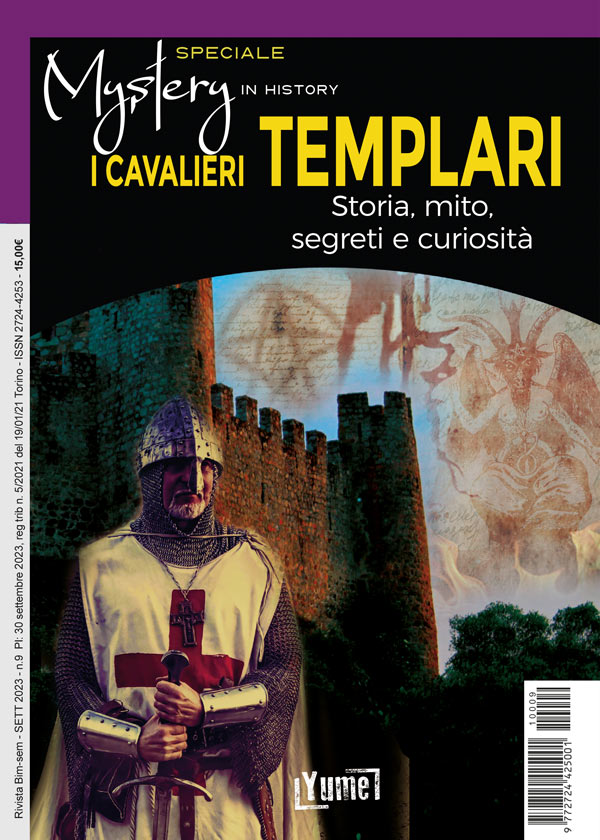 SPECIALE
Mystery IN HISTORY
I CAVALIERI TEMPLARI
Storia, mito,
segreti e curiosità
Rivista Bim-sem - SETT 2023 - n.9 PI: 30 settembre 2023, reg trib n. 5/2021 del 19/01/21 Torino - ISSN 2724-4253 - 15,00€
Yume
10009
9 772724 425001